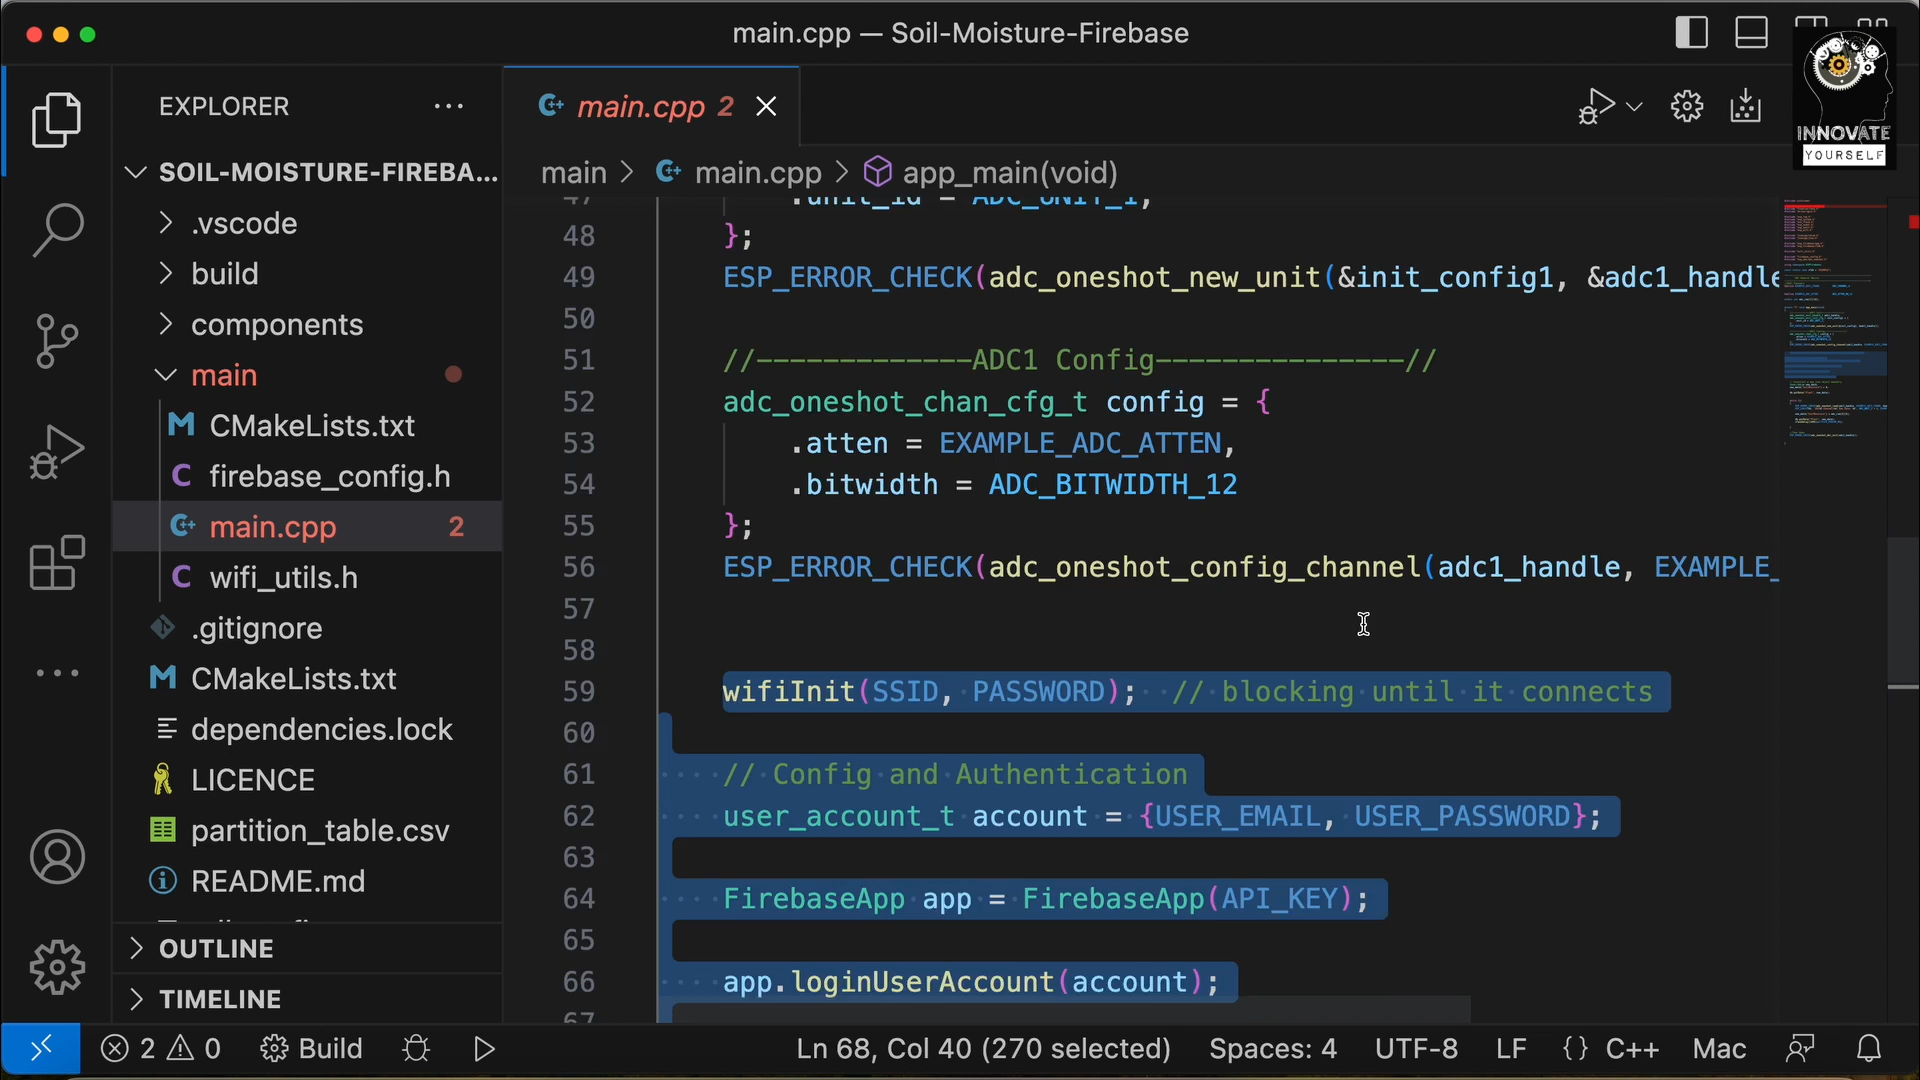 main.cpp — Soil-Moisture-Firebase
INNOVATE
YOURSELF
EXPLORER
main.cpp 2
SOIL-MOISTURE-FIREBA...
main > main.cpp > app_main(void)
.vscode
build
components
main
CMakeLists.txt
firebase_config.h
main.cpp 2
wifi_utils.h
.gitignore
CMakeLists.txt
dependencies.lock
LICENCE
partition_table.csv
README.md
OUTLINE
TIMELINE
47 .unit_id = ADC_UNIT_1,
48 };
49 ESP_ERROR_CHECK(adc_oneshot_new_unit(&init_config1, &adc1_handle
50
51 //-------------ADC1 Config---------------//
52 adc_oneshot_chan_cfg_t config = {
53 .atten = EXAMPLE_ADC_ATTEN,
54 .bitwidth = ADC_BITWIDTH_12
55 };
56 ESP_ERROR_CHECK(adc_oneshot_config_channel(adc1_handle, EXAMPLE_
57
58
59 wifiInit(SSID, PASSWORD); // blocking until it connects
60
61 // Config and Authentication
62 user_account_t account = {USER_EMAIL, USER_PASSWORD};
63
64 FirebaseApp app = FirebaseApp(API_KEY);
65
66 app.loginUserAccount(account);
67
2 0 Build Ln 68, Col 40 (270 selected) Spaces: 4 UTF-8 LF {} C++ Mac